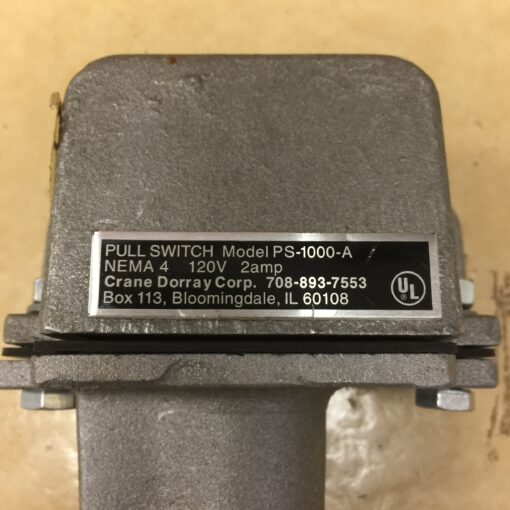 PULL SWITCH Model PS-1000-A
NEMA 4 120V 2amp
Crane Dorray Corp. 708-893-7553
Box 113, Bloomingdale, IL 60108
UL